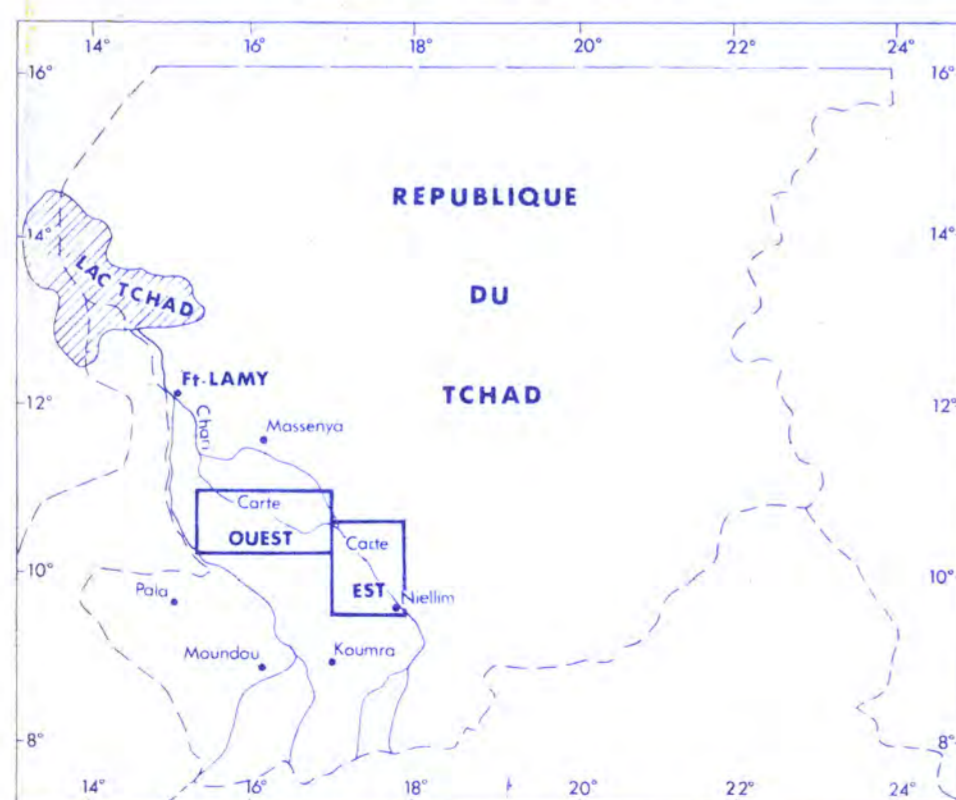 14° 16° 18° 20° 22° 24°
16° 16°
REPUBLIQUE
14° 14°
LAC TCHAD
DU
Ft-LAMY
TCHAD
12° 12°
Chari
Massenya
Carte
OUEST
Carte
10° 10°
Pala
EST
Niellim
Moundou
Koumra
8° 8°
14° 16° 18° 20° 22° 24°